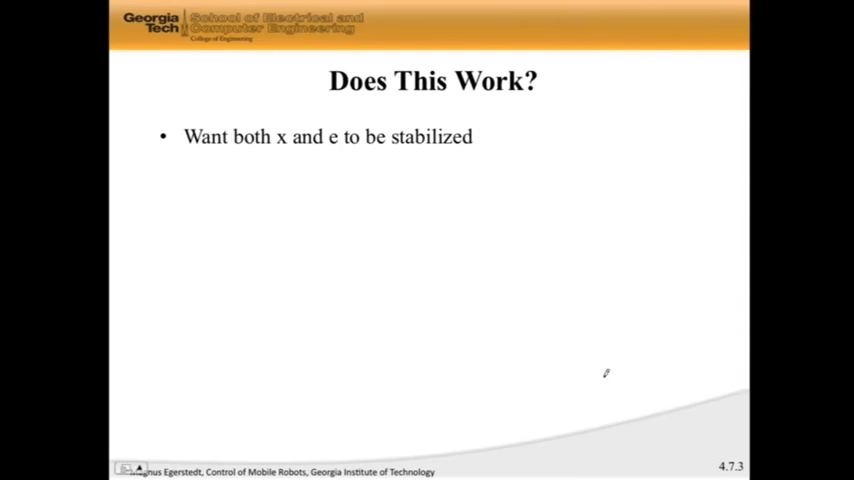 Georgia Tech
School of Electrical and
Computer Engineering
College of Engineering
Does This Work?
• Want both x and e to be stabilized
Egerstedt, Control of Mobile Robots, Georgia Institute of Technology
4.7.3